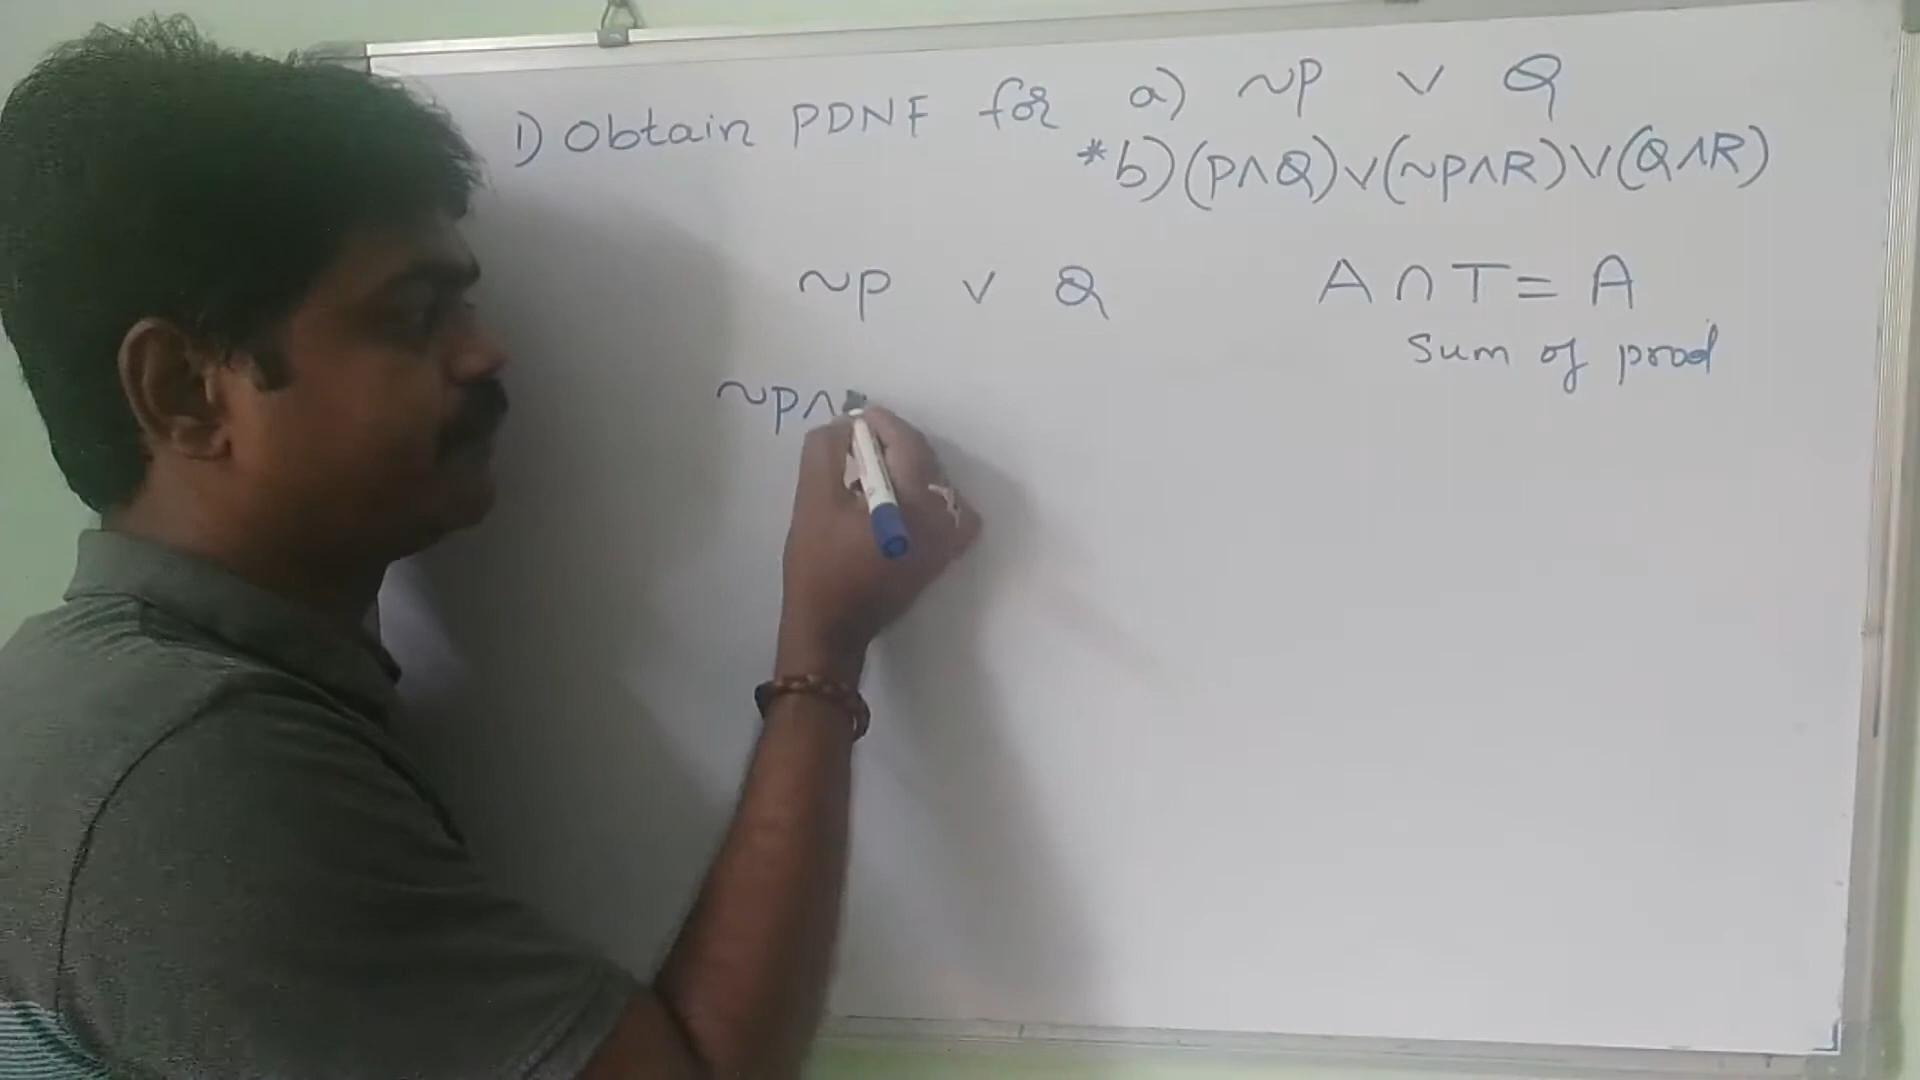 1) Obtain PDNF for a) ~P ∨ Q
*b) (P∧Q)∨(~P∧R)∨(Q∧R)
~P ∨ Q
A ∩ T = A
Sum of prod
~P∧